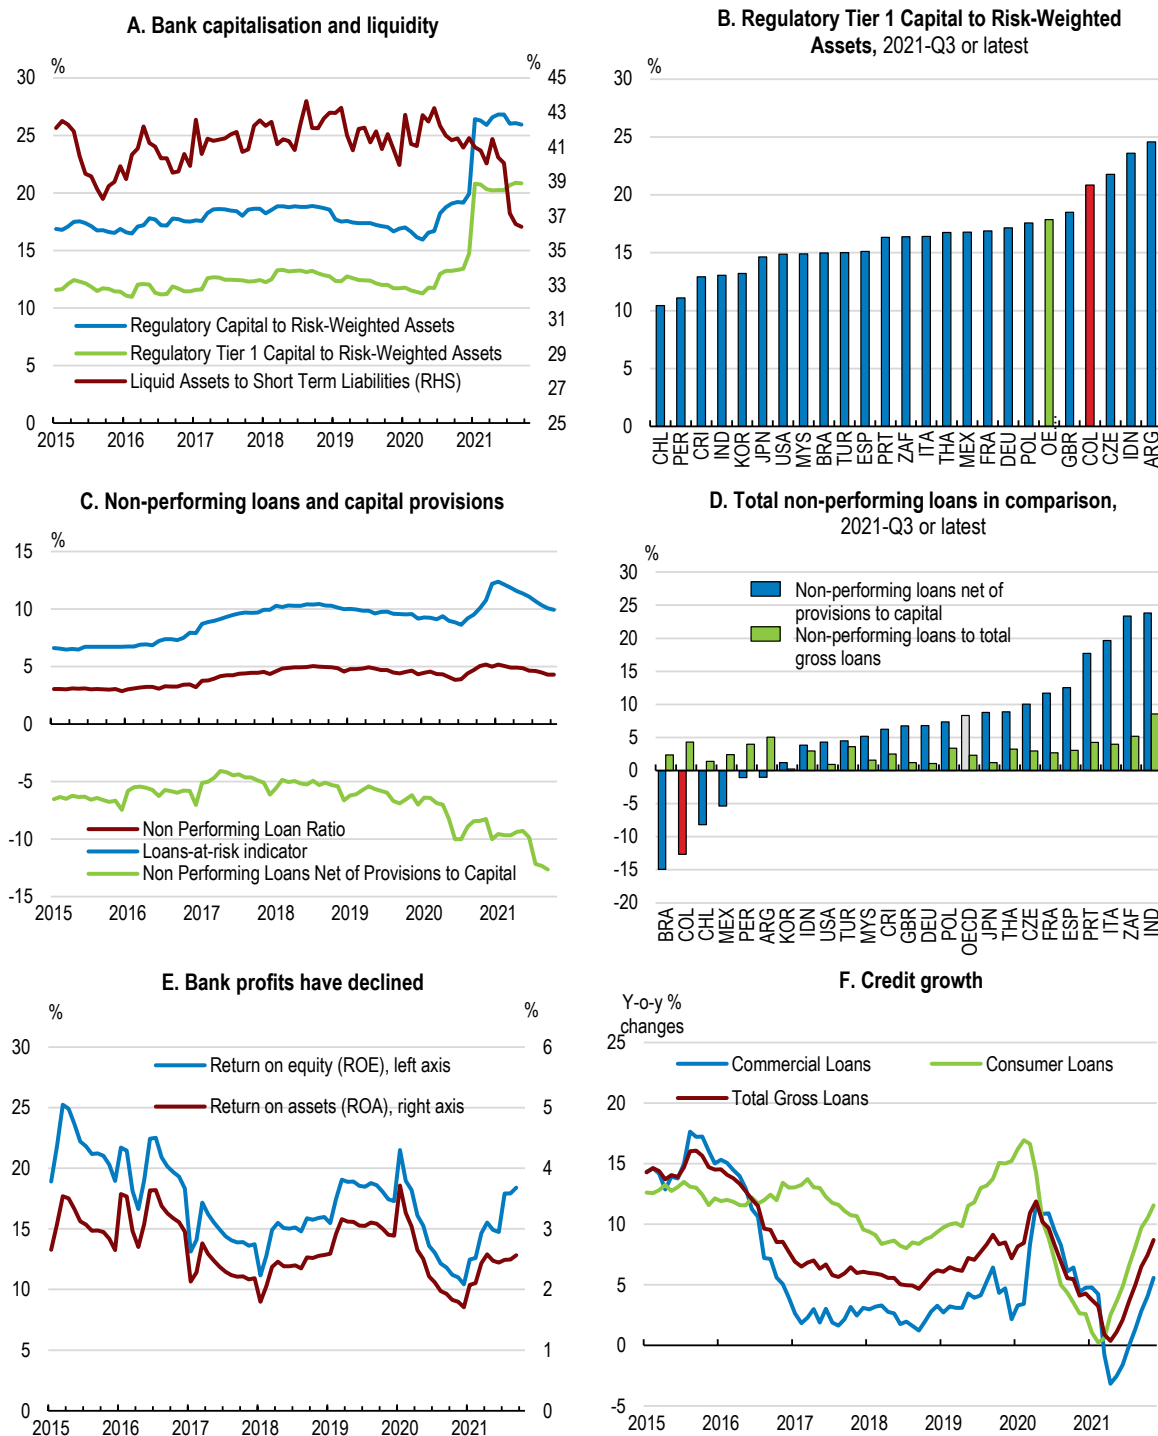 A. Bank capitalisation and liquidity
%
%
30
25
20
15
10
5
0
45
43
41
39
37
35
33
31
29
27
25
Regulatory Capital to Risk-Weighted Assets
Regulatory Tier 1 Capital to Risk-Weighted Assets
Liquid Assets to Short Term Liabilities (RHS)
2015 2016 2017 2018 2019 2020 2021
B. Regulatory Tier 1 Capital to Risk-Weighted
Assets, 2021-Q3 or latest
%
30
25
20
15
10
5
0
CHL PER CRI IND KOR JPN USA MYS BRA TUR ESP PRT ZAF ITA THA MEX FRA DEU POL OE... GBR COL CZE IDN ARG
C. Non-performing loans and capital provisions
%
15
10
5
0
-5
-10
-15
Non Performing Loan Ratio
Loans-at-risk indicator
Non Performing Loans Net of Provisions to Capital
2015 2016 2017 2018 2019 2020 2021
D. Total non-performing loans in comparison,
2021-Q3 or latest
%
30
25
20
15
10
5
0
-5
-10
-15
-20
Non-performing loans net of
provisions to capital
Non-performing loans to total
gross loans
BRA COL CHL MEX PER ARG KOR IDN USA TUR MYS CRI GBR DEU POL OECD JPN THA CZE FRA ESP PRT ITA ZAF IND
E. Bank profits have declined
%
%
30
25
20
15
10
5
0
6
5
4
3
2
1
0
Return on equity (ROE), left axis
Return on assets (ROA), right axis
2015 2016 2017 2018 2019 2020 2021
F. Credit growth
Y-o-y %
changes
25
20
15
10
5
0
-5
Commercial Loans
Consumer Loans
Total Gross Loans
2015 2016 2017 2018 2019 2020 2021